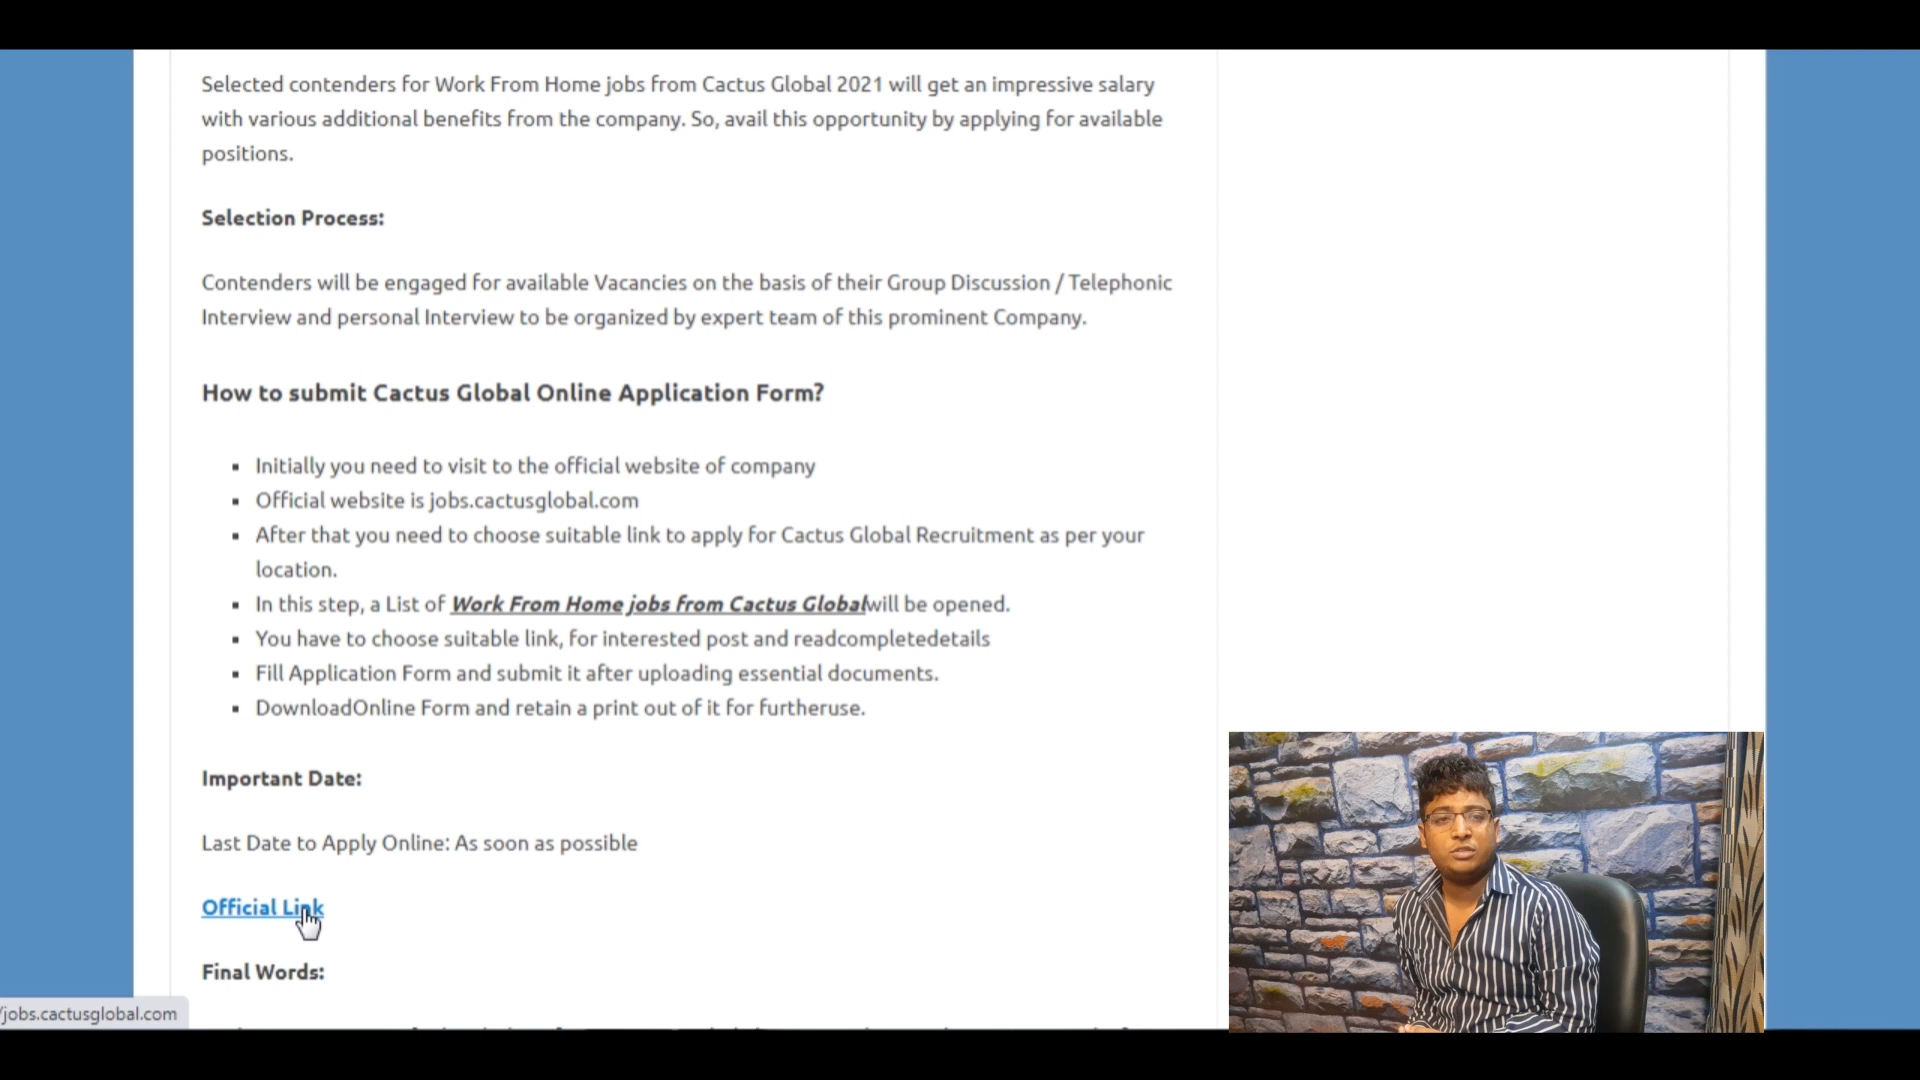 Selected contenders for Work From Home jobs from Cactus Global 2021 will get an impressive salary
with various additional benefits from the company. So, avail this opportunity by applying for available
positions.
Selection Process:
Contenders will be engaged for available Vacancies on the basis of their Group Discussion / Telephonic
Interview and personal Interview to be organized by expert team of this prominent Company.
How to submit Cactus Global Online Application Form?
Initially you need to visit to the official website of company
Official website is jobs.cactusglobal.com
After that you need to choose suitable link to apply for Cactus Global Recruitment as per your
location.
In this step, a List of Work From Home jobs from Cactus Globalwill be opened.
You have to choose suitable link, for interested post and readcompletedetails
Fill Application Form and submit it after uploading essential documents.
DownloadOnline Form and retain a print out of it for furtheruse.
Important Date:
Last Date to Apply Online: As soon as possible
Official Link
Final Words:
/jobs.cactusglobal.com